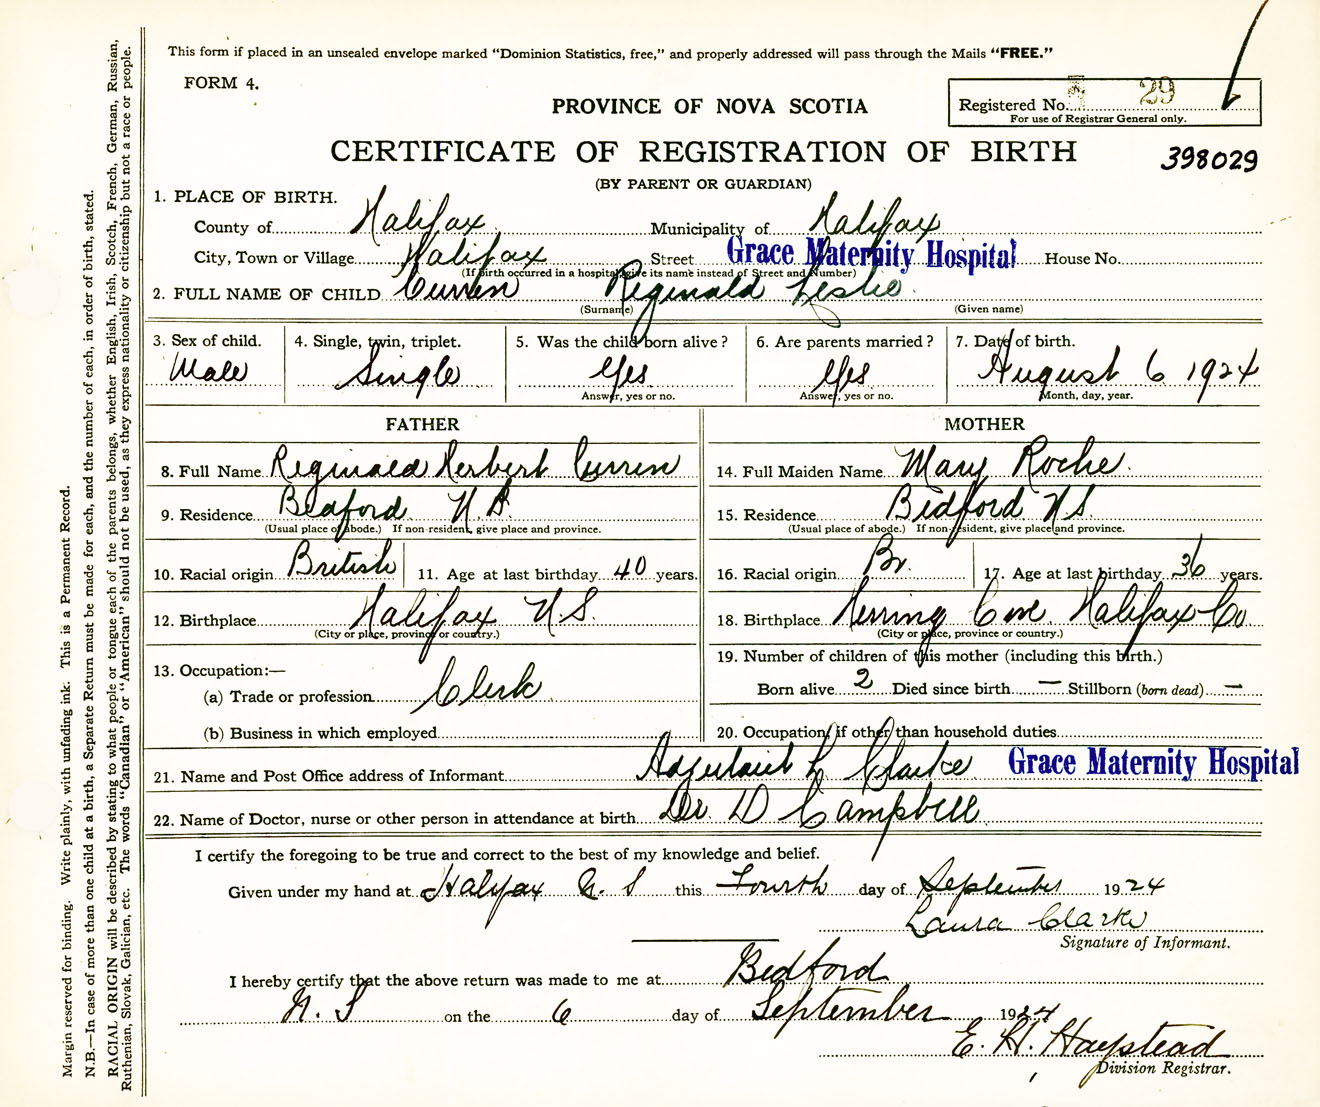 This form if placed in an unsealed envelope marked “Dominion Statistics, free,” and properly addressed will pass through the Mails “FREE.”
FORM 4.
PROVINCE OF NOVA SCOTIA
Registered No. 29
For use of Registrar General only.
CERTIFICATE OF REGISTRATION OF BIRTH
398029
(BY PARENT OR GUARDIAN)
1. PLACE OF BIRTH.
County of Halifax Municipality of Halifax
City, Town or Village Halifax Street Grace Maternity Hospital House No.
(If birth occurred in a hospital, give its name instead of Street and Number)
2. FULL NAME OF CHILD Curren Reginald Leslie
(Surname) (Given name)
3. Sex of child. 4. Single, twin, triplet. 5. Was the child born alive? 6. Are parents married? 7. Date of birth.
Male Single Yes Yes August 6 1924
Answer, yes or no. Answer, yes or no. Month, day, year.
FATHER MOTHER
8. Full Name Reginald Herbert Curren 14. Full Maiden Name Mary Roche
9. Residence Bedford N.S. 15. Residence Bedford N.S.
(Usual place of abode.) If non-resident, give place and province. (Usual place of abode.) If non-resident, give place and province.
10. Racial origin British 11. Age at last birthday 40 years. 16. Racial origin Br. 17. Age at last birthday 36 years.
12. Birthplace Halifax N.S. 18. Birthplace Herring Cove Halifax Co
(City or place, province or country.) (City or place, province or country.)
13. Occupation:— 19. Number of children of this mother (including this birth.)
(a) Trade or profession Clerk Born alive 2 Died since birth — Stillborn (born dead) —
(b) Business in which employed 20. Occupation, if other than household duties
21. Name and Post Office address of Informant Adjutant L Clarke Grace Maternity Hospital
22. Name of Doctor, nurse or other person in attendance at birth Dr. D Campbell
I certify the foregoing to be true and correct to the best of my knowledge and belief.
Given under my hand at Halifax N. S this Fourth day of September 1924
Laura Clarke
Signature of Informant.
I hereby certify that the above return was made to me at Bedford
N. S on the 6 day of September 1924
E. H. Haystead
Division Registrar.
Margin reserved for binding. Write plainly, with unfading ink. This is a Permanent Record.
N.B.—In case of more than one child at a birth, a Separate Return must be made for each, and the number of each, in order of birth, stated.
RACIAL ORIGIN will be described by stating to what people or tongue each of the parents belongs, whether English, Irish, Scotch, French, German, Russian,
Ruthenian, Slovak, Galician, etc. The words “Canadian” or “American” should not be used, as they express nationality or citizenship but not a race or people.